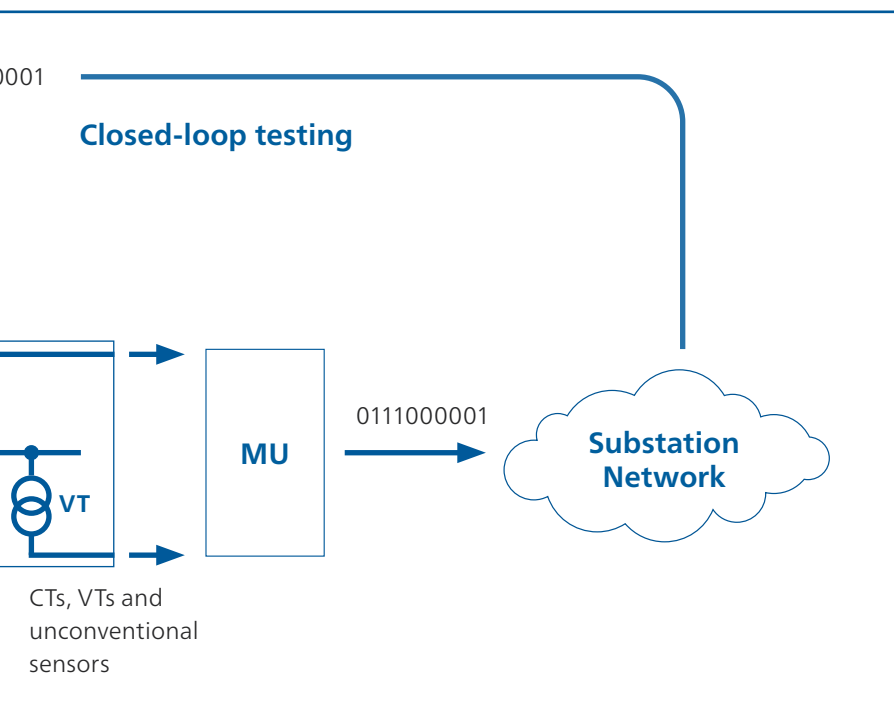 0001
Closed-loop testing
0111000001
MU
Substation
Network
VT
CTs, VTs and
unconventional
sensors